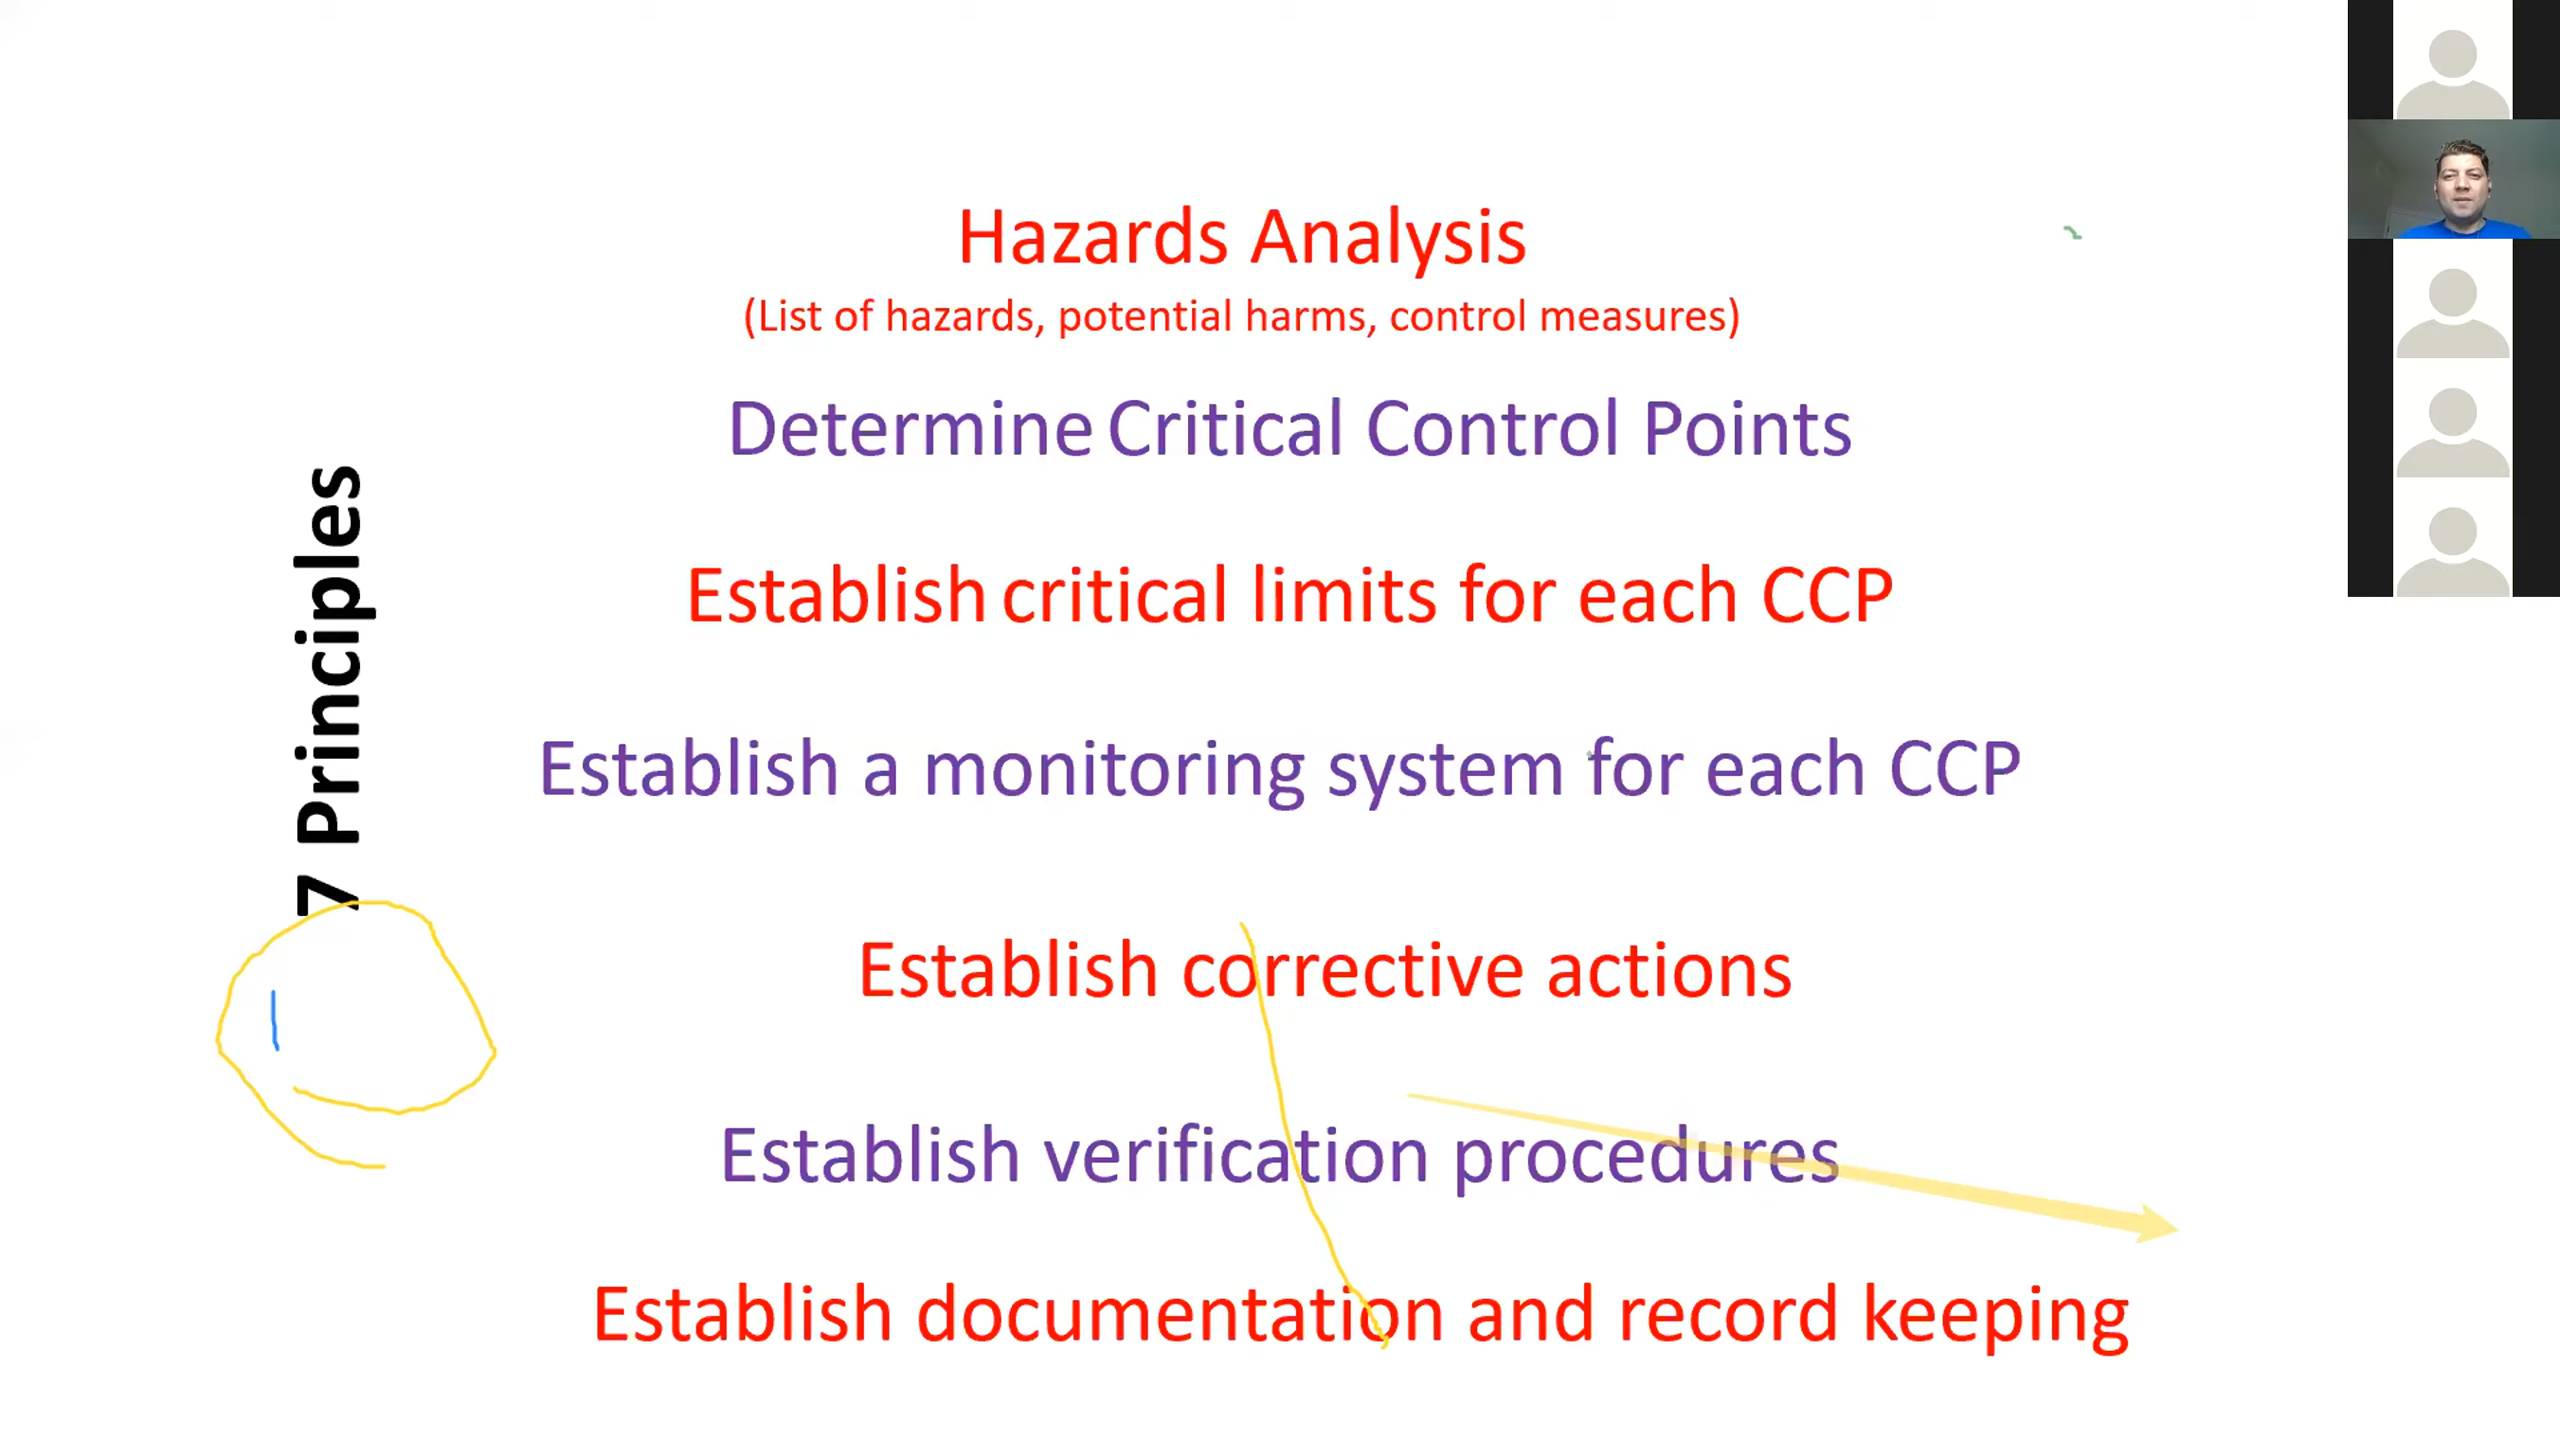 7 Principles
Hazards Analysis
(List of hazards, potential harms, control measures)
Determine Critical Control Points
Establish critical limits for each CCP
Establish a monitoring system for each CCP
Establish corrective actions
Establish verification procedures
Establish documentation and record keeping